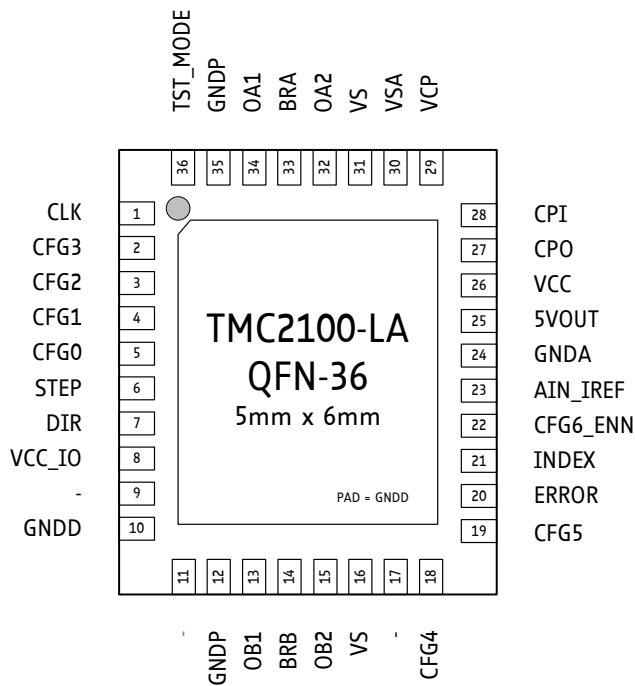 TST_MODE
GNDP
OA1
BRA
OA2
VS
VSA
VCP
36
35
34
33
32
31
30
29
CLK 1
CFG3 2
CFG2 3
CFG1 4
CFG0 5
STEP 6
DIR 7
VCC_IO 8
- 9
GNDD 10
TMC2100-LA
QFN-36
5mm x 6mm
PAD = GNDD
28 CPI
27 CPO
26 VCC
25 5VOUT
24 GNDA
23 AIN_IREF
22 CFG6_ENN
21 INDEX
20 ERROR
19 CFG5
11
12
13
14
15
16
17
18
-
GNDP
OB1
BRB
OB2
VS
-
CFG4